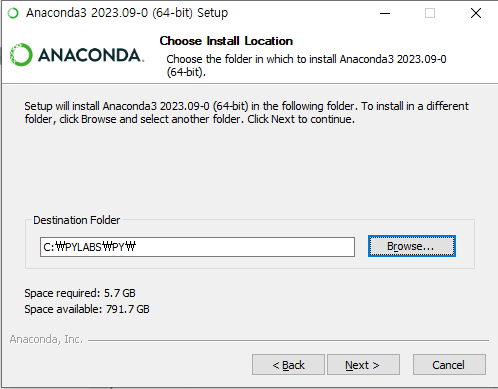 Anaconda3 2023.09-0 (64-bit) Setup
ANACONDA.
Choose Install Location
Choose the folder in which to install Anaconda3 2023.09-0
(64-bit).
Setup will install Anaconda3 2023.09-0 (64-bit) in the following folder. To install in a different
folder, click Browse and select another folder. Click Next to continue.
Destination Folder
C:₩PYLABS₩PY₩
Browse...
Space required: 5.7 GB
Space available: 791.7 GB
Anaconda, Inc.
< Back
Next >
Cancel